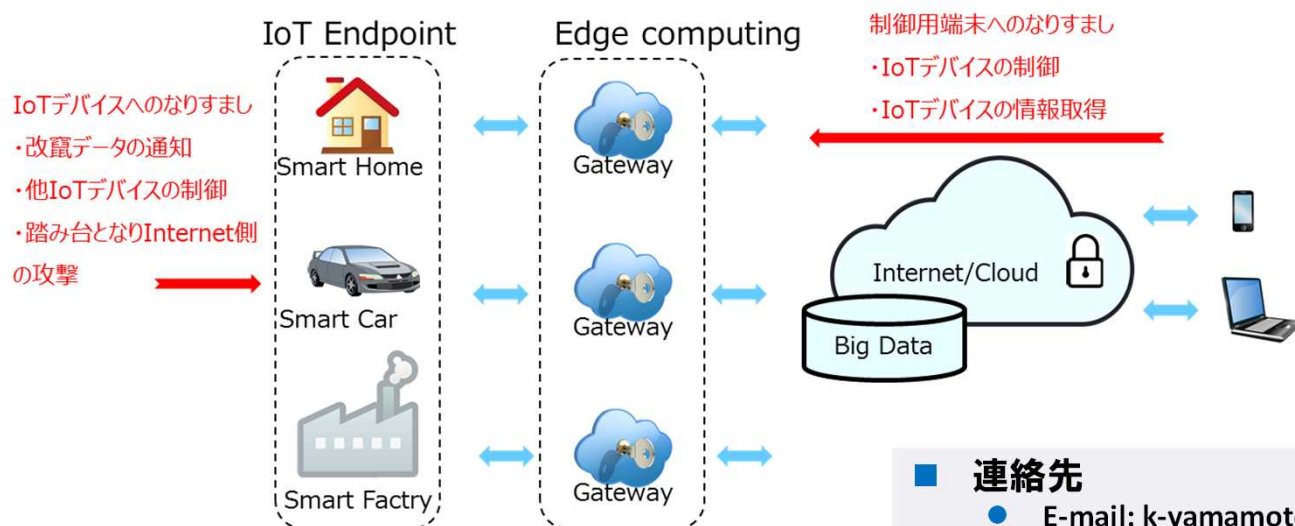 IoT Endpoint
Edge computing
制御用端末へのなりすまし
・IoTデバイスの制御
・IoTデバイスの情報取得
IoTデバイスへのなりすまし
・改竄データの通知
・他IoTデバイスの制御
・踏み台となりInternet側
の攻撃
Smart Home
Gateway
Smart Car
Gateway
Internet/Cloud
Big Data
Smart Factry
Gateway
■ 連絡先
● E-mail: k-yamamot